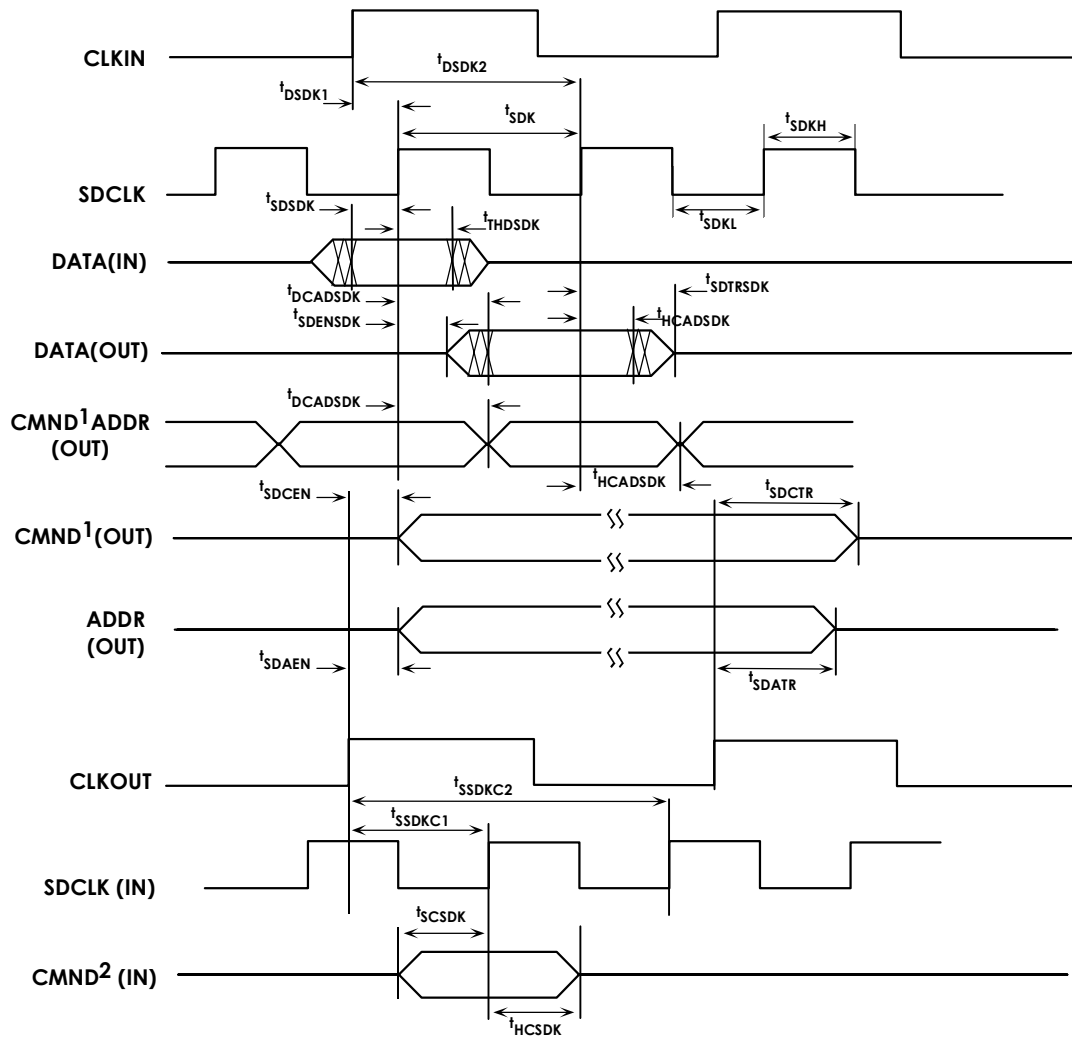 CLKIN
tDSDK2
tDSDK1
tSDK
tSDKH
SDCLK
tSDSDK
tTHDSDK
tSDKL
DATA(IN)
tDCADSDK
tSDTRSDK
tSDENSDK
tHCADSDK
DATA(OUT)
tDCADSDK
CMND1ADDR
(OUT)
tHCADSDK
tSDCEN
tSDCTR
CMND1(OUT)
ADDR
(OUT)
tSDAEN
tSDATR
CLKOUT
tSSDKC2
tSSDKC1
SDCLK (IN)
tSCSDK
CMND2 (IN)
tHCSDK